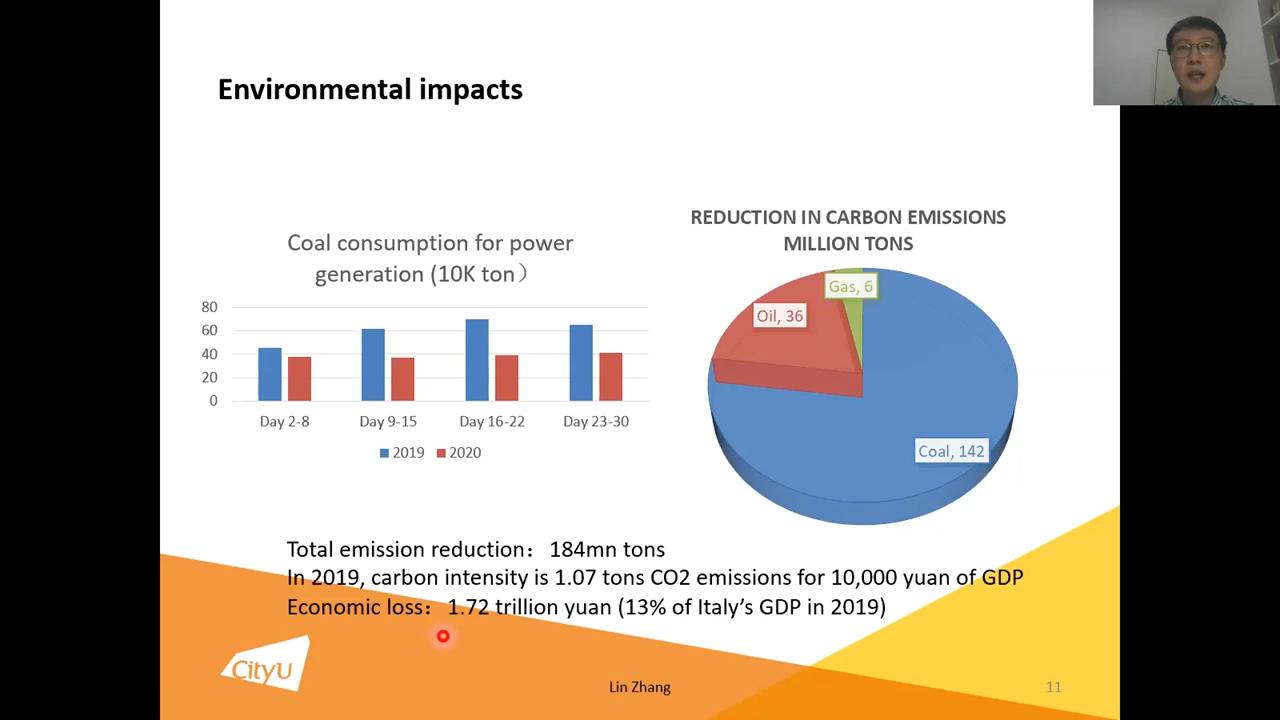 Environmental impacts
Coal consumption for power
generation (10K ton）
80
60
40
20
0
Day 2-8
Day 9-15
Day 16-22
Day 23-30
2019
2020
REDUCTION IN CARBON EMISSIONS
MILLION TONS
Gas, 6
Oil, 36
Coal, 142
Total emission reduction：184mn tons
In 2019, carbon intensity is 1.07 tons CO2 emissions for 10,000 yuan of GDP
Economic loss：1.72 trillion yuan (13% of Italy’s GDP in 2019)
CityU
Lin Zhang
11